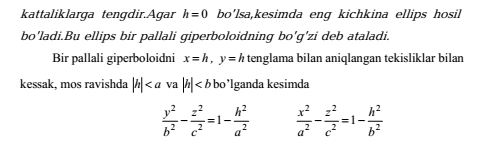 kattaliklarga tengdir.Agar h=0 bo'lsa,kesimda eng kichkina ellips hosil
bo'ladi.Bu ellips bir pallali giperboloidning bo'g'zi deb ataladi.
Bir pallali giperboloidni x=h, y=h tenglama bilan aniqlangan tekisliklar bilan
kessak, mos ravishda |h|<a va |h|<b bo'lganda kesimda
y²/b² − z²/c² = 1 − h²/a² x²/a² − z²/c² = 1 − h²/b²